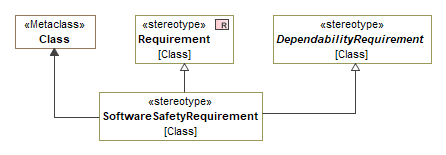 «Metaclass»
Class
«stereotype»
Requirement
R
[Class]
«stereotype»
DependabilityRequirement
[Class]
«stereotype»
SoftwareSafetyRequirement
[Class]